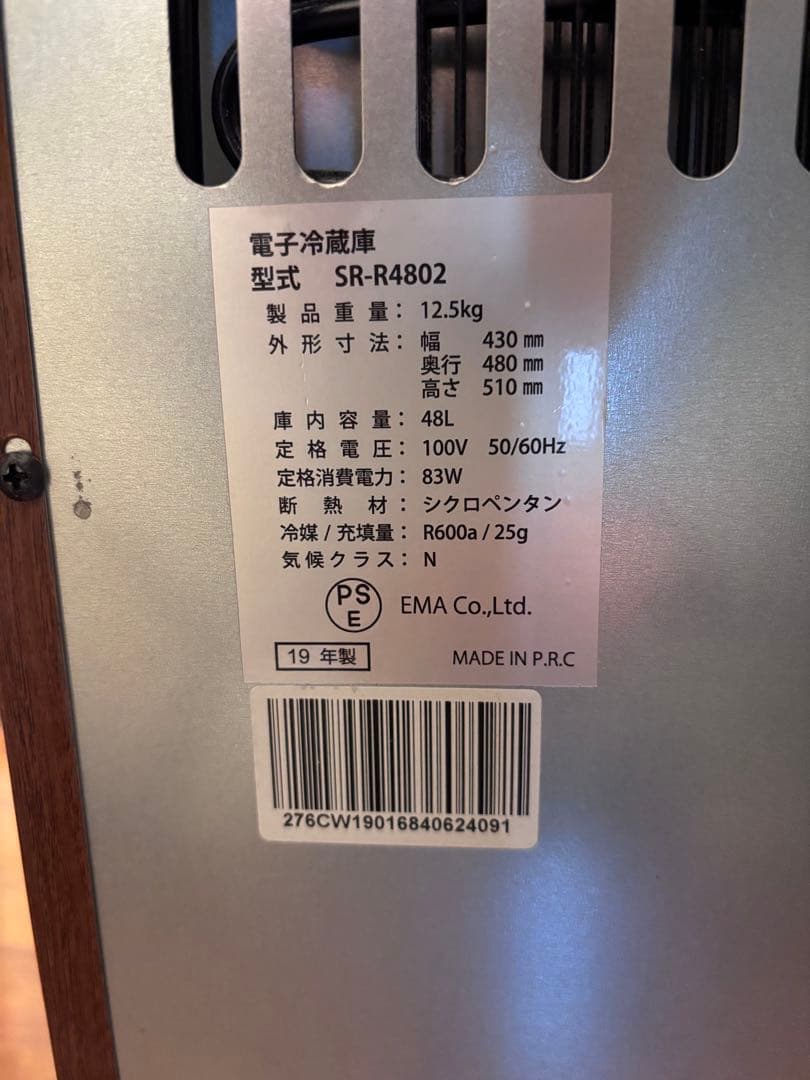 電子冷蔵庫
型式 SR-R4802
製品重量： 12.5kg
外形寸法： 幅 430㎜
奥行 480㎜
高さ 510㎜
庫内容量： 48L
定格電圧： 100V 50/60Hz
定格消費電力： 83W
断熱材： シクロペンタン
冷媒/充填量： R600a / 25g
気候クラス： N
PS
E EMA Co.,Ltd.
19 年製 MADE IN P.R.C
276CW19016840624091